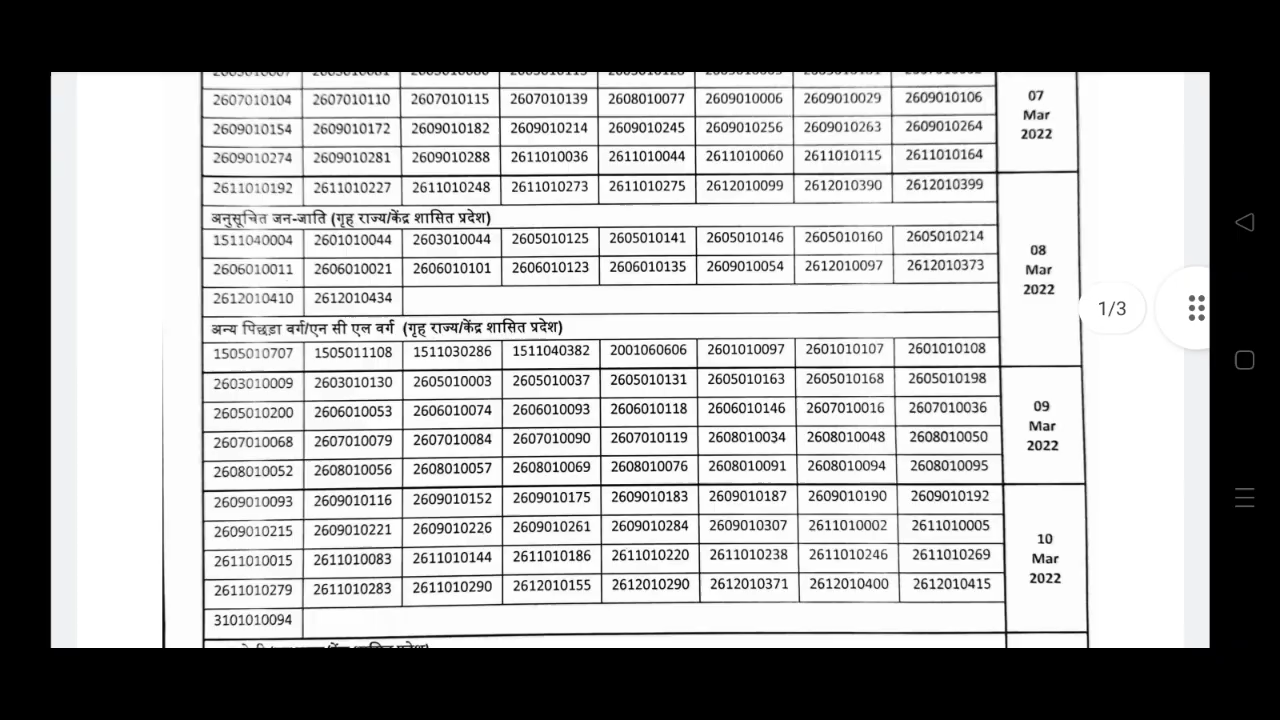 2607010104 2607010110 2607010115 2607010139 2608010077 2609010006 2609010029 2609010106
07 Mar 2022
2609010154 2609010172 2609010182 2609010214 2609010245 2609010256 2609010263 2609010264
2609010274 2609010281 2609010288 2611010036 2611010044 2611010060 2611010115 2611010164
2611010192 2611010227 2611010248 2611010273 2611010275 2612010099 2612010390 2612010399
अनुसूचित जन-जाति (गृह राज्य/केंद्र शासित प्रदेश)
1511040004 2601010044 2603010044 2605010125 2605010141 2605010146 2605010160 2605010214
08 Mar 2022
2606010011 2606010021 2606010101 2606010123 2606010135 2609010054 2612010097 2612010373
2612010410 2612010434
1/3
अन्य पिछड़ा वर्ग/एन सी एल वर्ग (गृह राज्य/केंद्र शासित प्रदेश)
1505010707 1505011108 1511030286 1511040382 2001060606 2601010097 2601010107 2601010108
2603010009 2603010130 2605010003 2605010037 2605010131 2605010163 2605010168 2605010198
2605010200 2606010053 2606010074 2606010093 2606010118 2606010146 2607010016 2607010036
09 Mar 2022
2607010068 2607010079 2607010084 2607010090 2607010119 2608010034 2608010048 2608010050
2608010052 2608010056 2608010057 2608010069 2608010076 2608010091 2608010094 2608010095
2609010093 2609010116 2609010152 2609010175 2609010183 2609010187 2609010190 2609010192
2609010215 2609010221 2609010226 2609010261 2609010284 2609010307 2611010002 2611010005
10 Mar 2022
2611010015 2611010083 2611010144 2611010186 2611010220 2611010238 2611010246 2611010269
2611010279 2611010283 2611010290 2612010155 2612010290 2612010371 2612010400 2612010415
3101010094